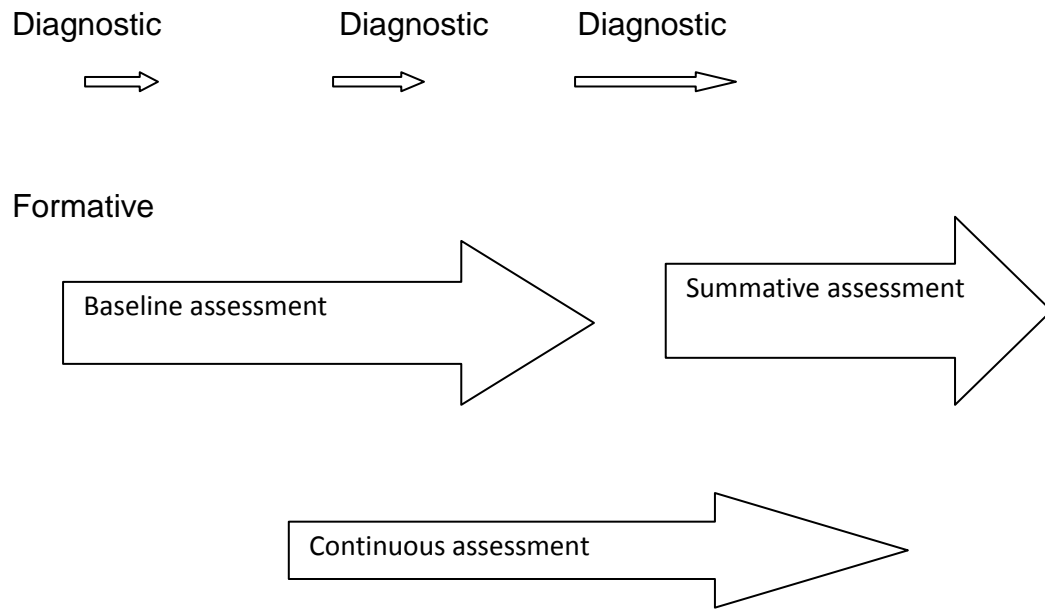 Diagnostic Diagnostic Diagnostic
Formative
Baseline assessment
Summative assessment
Continuous assessment